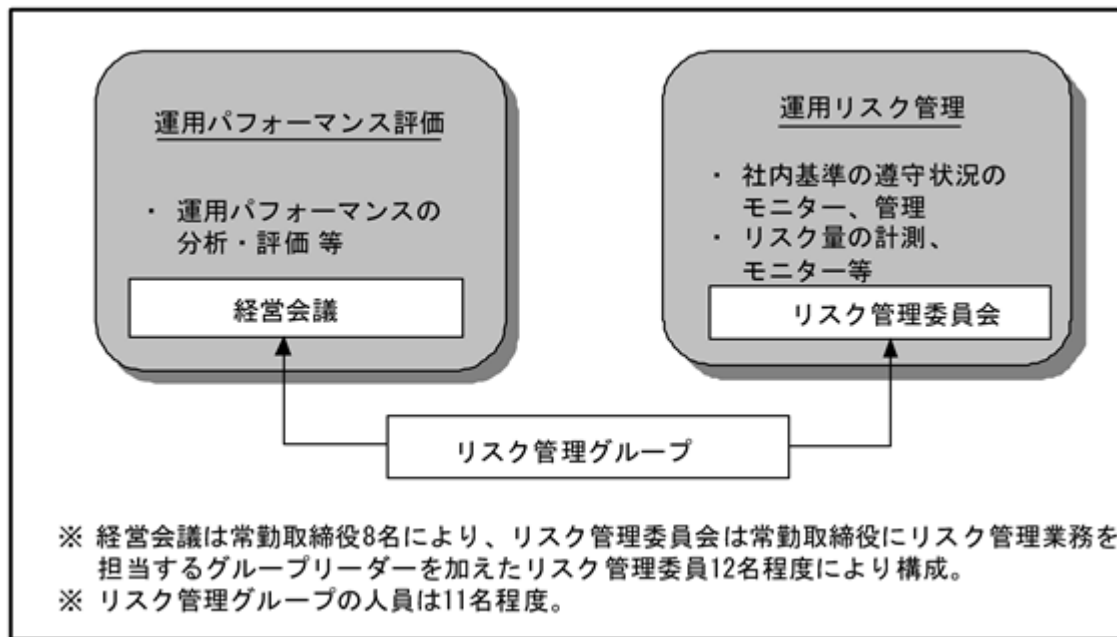 運用パフォーマンス評価
・ 運用パフォーマンスの
分析・評価 等
経営会議
運用リスク管理
・ 社内基準の遵守状況の
モニター、管理
・ リスク量の計測、
モニター等
リスク管理委員会
リスク管理グループ
※ 経営会議は常勤取締役8名により、リスク管理委員会は常勤取締役にリスク管理業務を
担当するグループリーダーを加えたリスク管理委員12名程度により構成。
※ リスク管理グループの人員は11名程度。